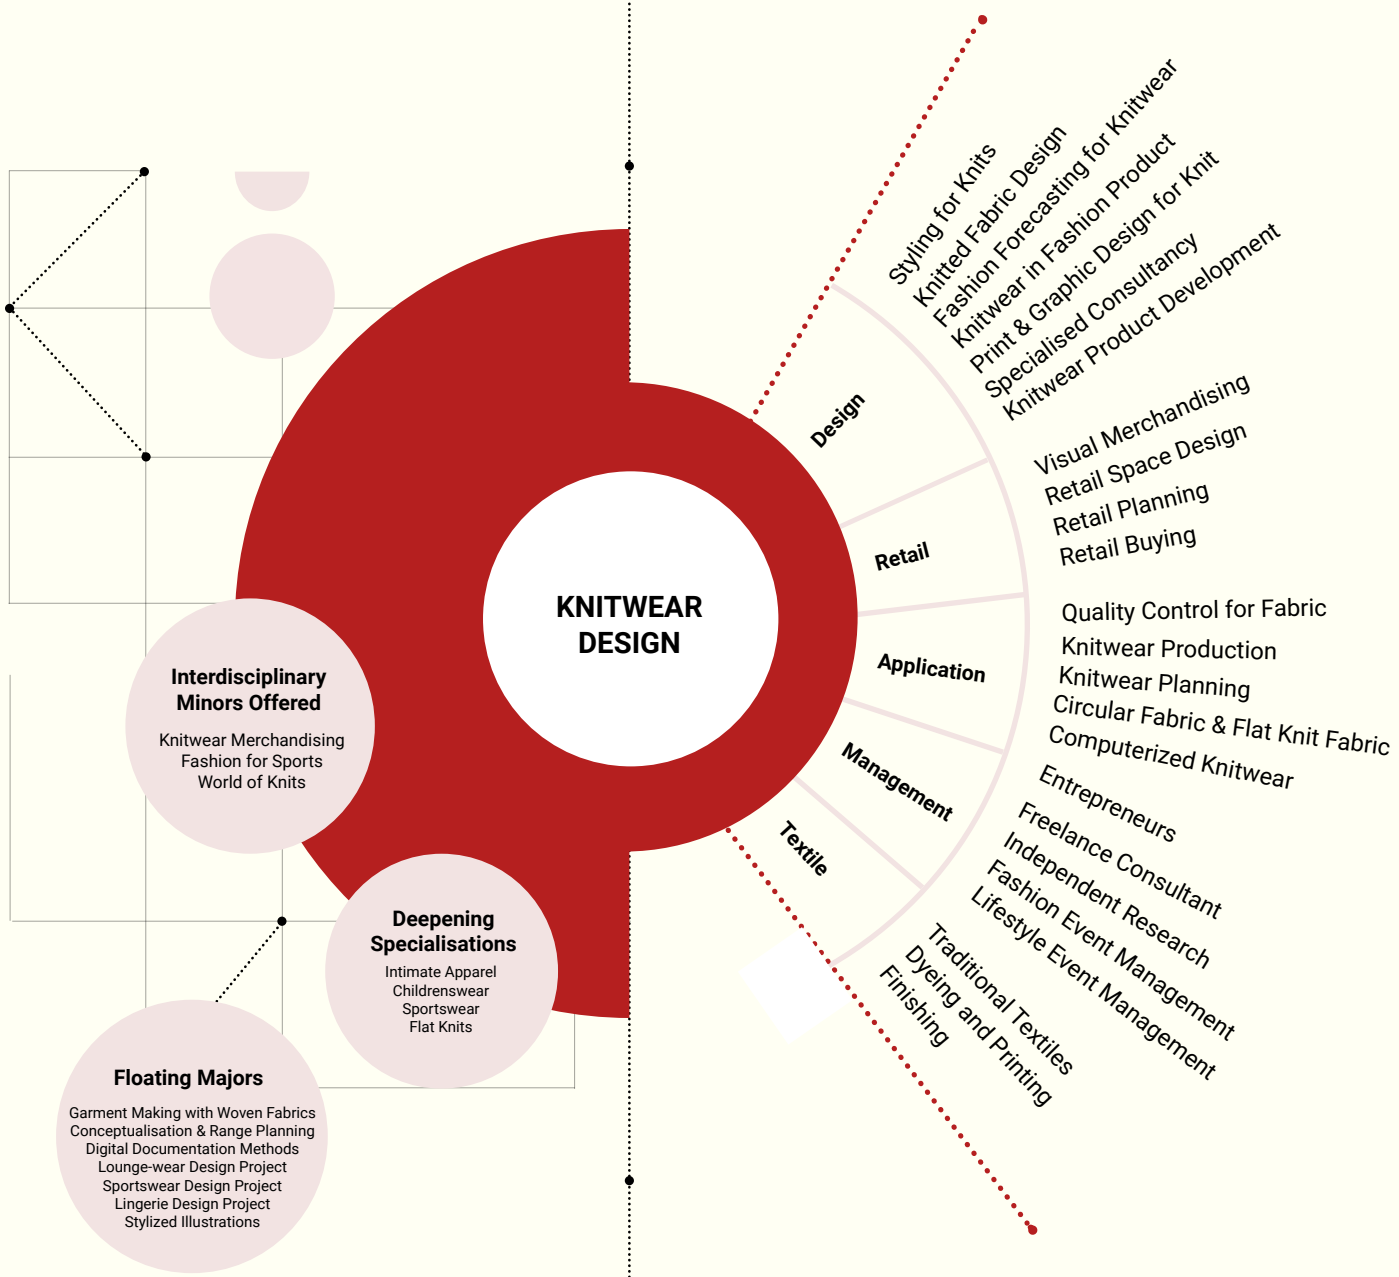 KNITWEAR
DESIGN
Interdisciplinary
Minors Offered
Knitwear Merchandising
Fashion for Sports
World of Knits
Deepening
Specialisations
Intimate Apparel
Childrenswear
Sportswear
Flat Knits
Floating Majors
Garment Making with Woven Fabrics
Conceptualisation & Range Planning
Digital Documentation Methods
Lounge-wear Design Project
Sportswear Design Project
Lingerie Design Project
Stylized Illustrations
Design
Styling for Knits
Knitted Fabric Design
Fashion Forecasting for Knitwear
Knitwear in Fashion Product
Print & Graphic Design for Knit
Specialised Consultancy
Knitwear Product Development
Retail
Visual Merchandising
Retail Space Design
Retail Planning
Retail Buying
Application
Quality Control for Fabric
Knitwear Production
Knitwear Planning
Circular Fabric & Flat Knit Fabric
Computerized Knitwear
Management
Entrepreneurs
Freelance Consultant
Independent Research
Fashion Event Management
Lifestyle Event Management
Textile
Traditional Textiles
Dyeing and Printing
Finishing